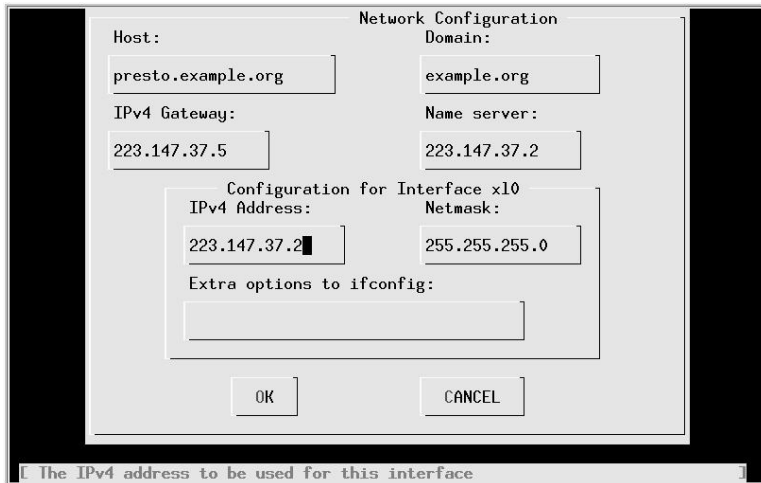 Network Configuration
Host: Domain:
presto.example.org example.org
IPv4 Gateway: Name server:
223.147.37.5 223.147.37.2
Configuration for Interface xl0
IPv4 Address: Netmask:
223.147.37.2 255.255.255.0
Extra options to ifconfig:
OK CANCEL
[ The IPv4 address to be used for this interface ]